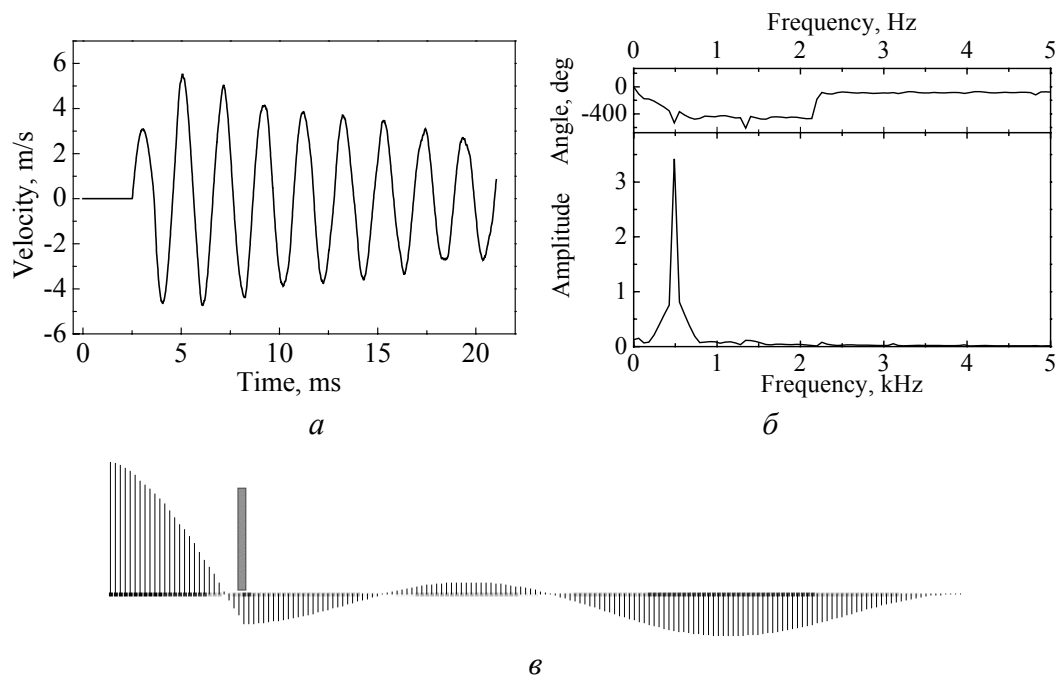 6
4
2
0
-2
-4
-6
Velocity, m/s
0 5 10 15 20
Time, ms
а
Frequency, Hz
0 1 2 3 4 5
0
-400
Angle, deg
3
2
1
0
Amplitude
0 1 2 3 4 5
Frequency, kHz
б
в